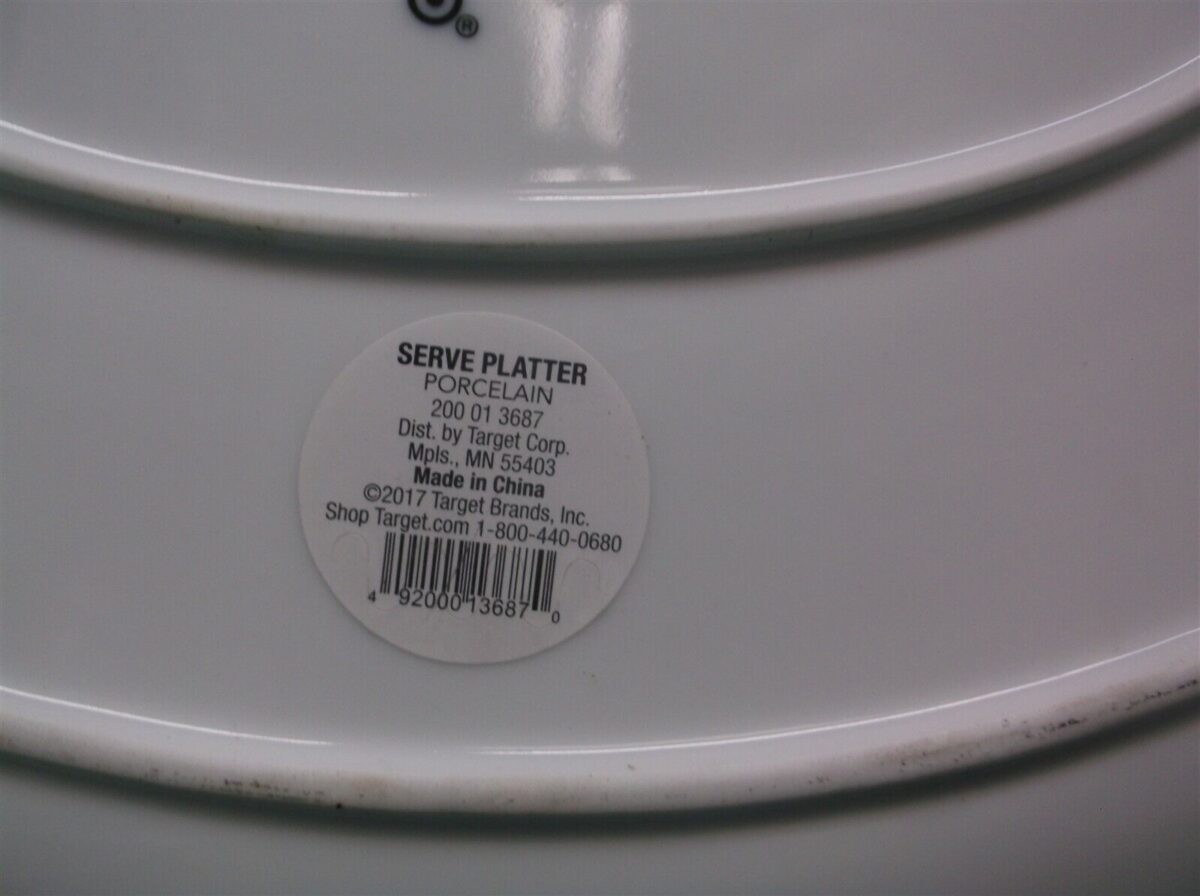 ®
SERVE PLATTER
PORCELAIN
200 01 3687
Dist. by Target Corp.
Mpls., MN 55403
Made in China
©2017 Target Brands, Inc.
Shop Target.com 1-800-440-0680
4 92000 13687 0